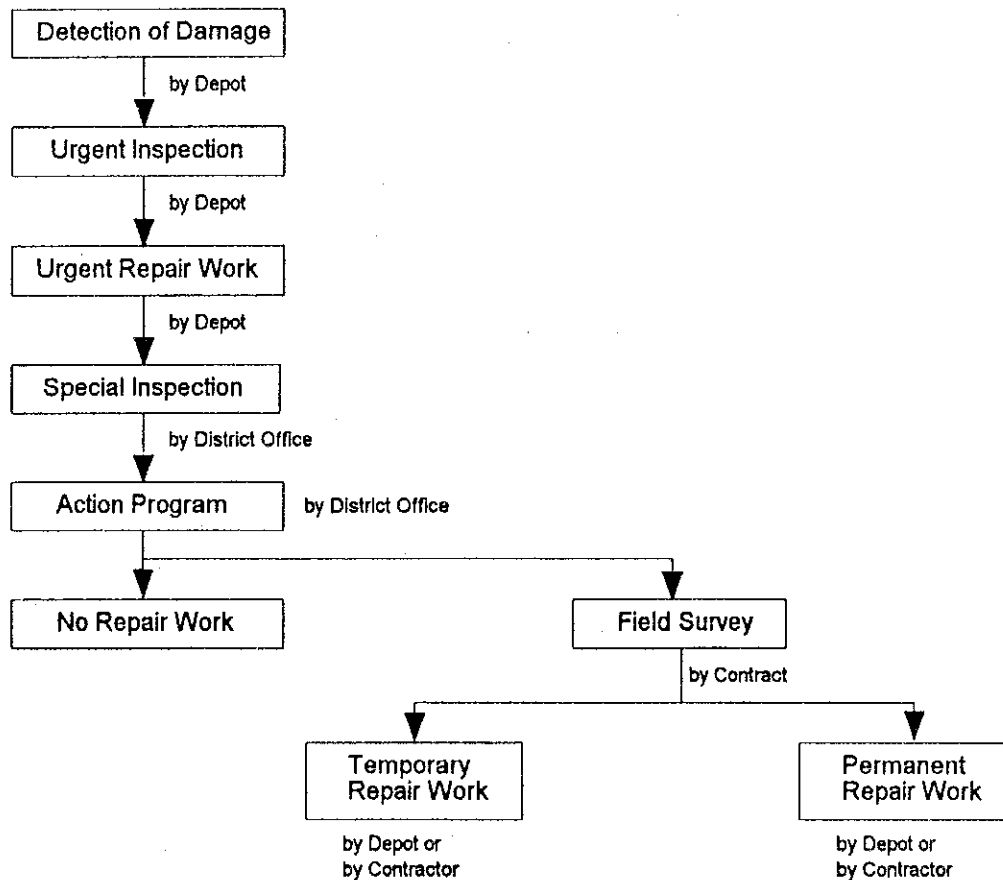 Detection of Damage
by Depot
Urgent Inspection
by Depot
Urgent Repair Work
by Depot
Special Inspection
by District Office
Action Program
by District Office
No Repair Work
Field Survey
by Contract
Temporary
Repair Work
Permanent
Repair Work
by Depot or
by Contractor
by Depot or
by Contractor